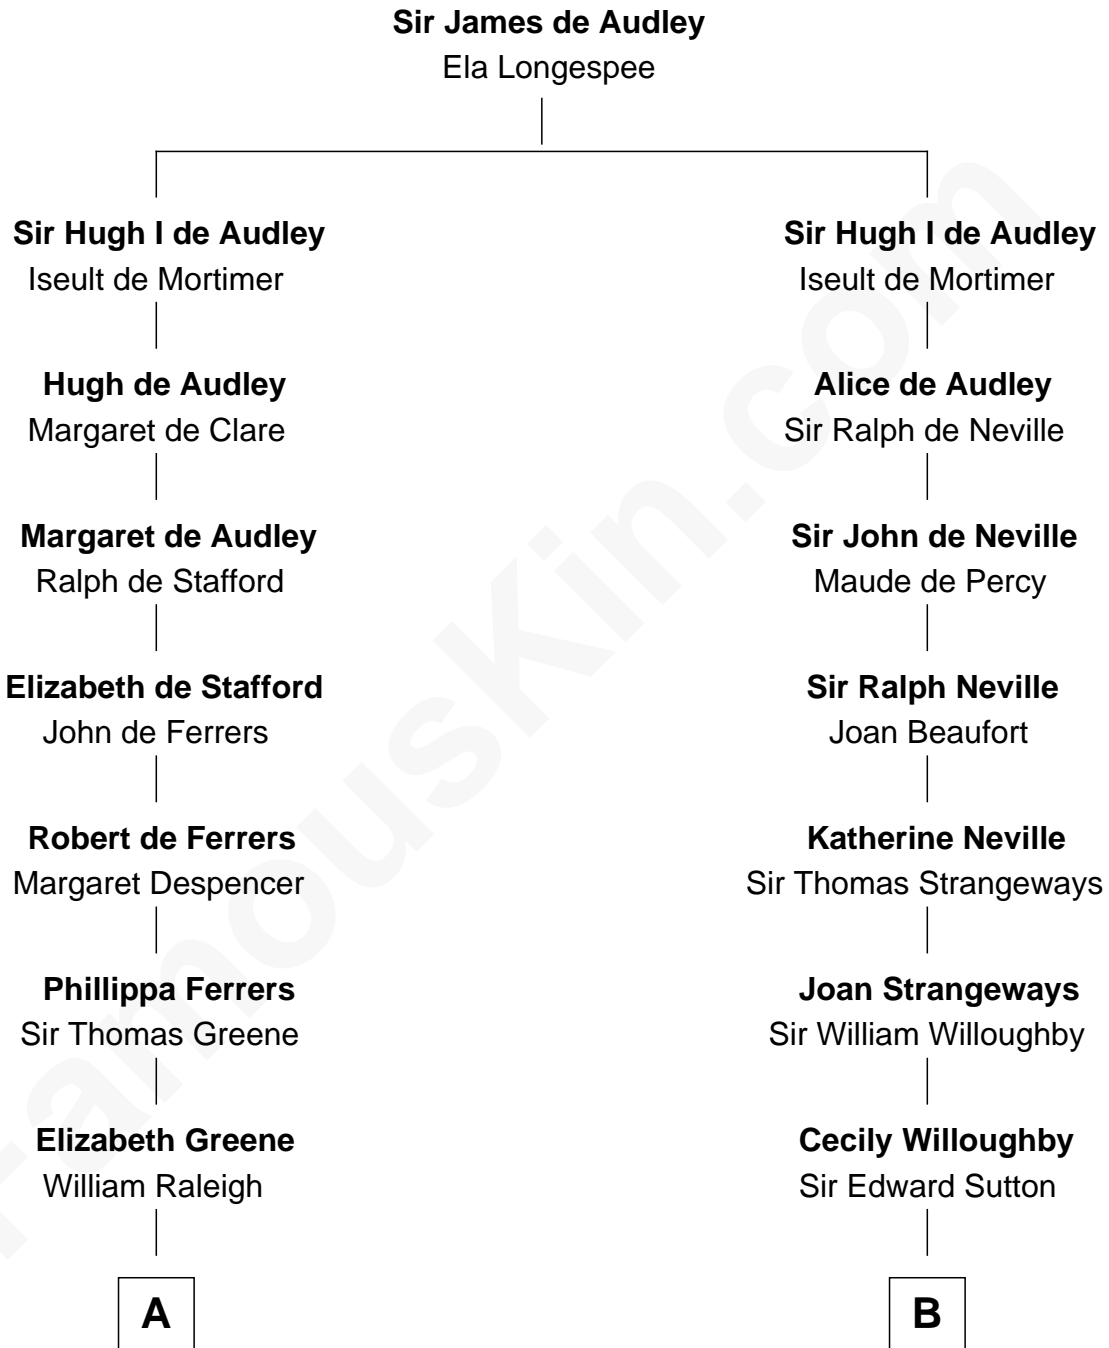 Sir James de Audley
Ela Longespee
Sir Hugh I de Audley
Iseult de Mortimer
Hugh de Audley
Margaret de Clare
Margaret de Audley
Ralph de Stafford
Elizabeth de Stafford
John de Ferrers
Robert de Ferrers
Margaret Despencer
Phillippa Ferrers
Sir Thomas Greene
Elizabeth Greene
William Raleigh
A
Sir Hugh I de Audley
Iseult de Mortimer
Alice de Audley
Sir Ralph de Neville
Sir John de Neville
Maude de Percy
Sir Ralph Neville
Joan Beaufort
Katherine Neville
Sir Thomas Strangeways
Joan Strangeways
Sir William Willoughby
Cecily Willoughby
Sir Edward Sutton
B
FamousKin.com